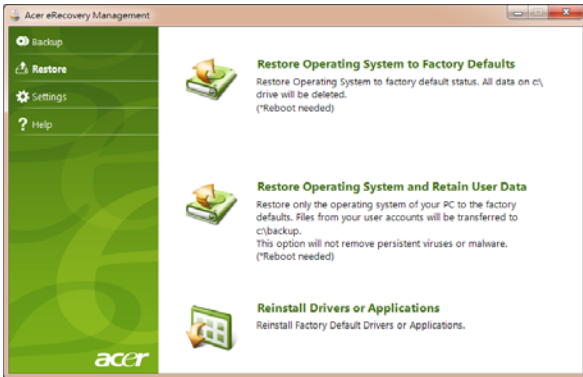 Acer eRecovery Management
Backup
Restore
Settings
Help
Restore Operating System to Factory Defaults
Restore Operating System to factory default status. All data on c:\
drive will be deleted.
(*Reboot needed)
Restore Operating System and Retain User Data
Restore only the operating system of your PC to the factory
defaults. Files from your user accounts will be transferred to
c:\backup.
This option will not remove persistent viruses or malware.
(*Reboot needed)
Reinstall Drivers or Applications
Reinstall Factory Default Drivers or Applications.
acer